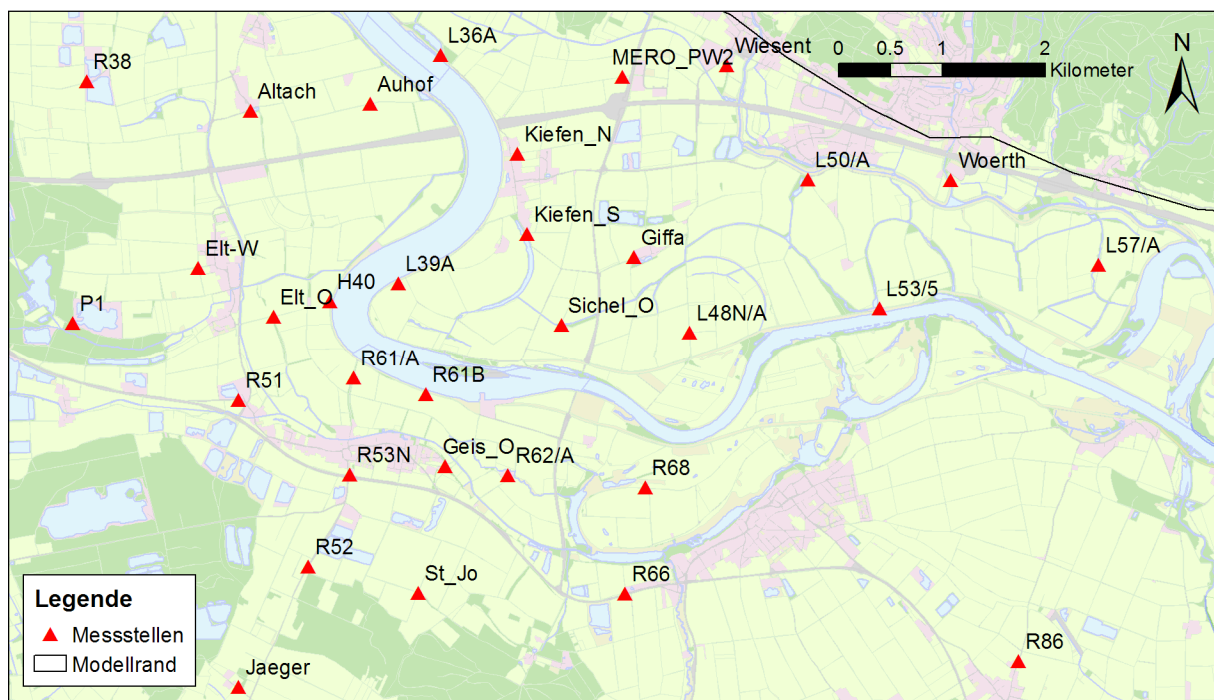 L36A
R38
MERO_PW2
Wiesent
N
0 0.5 1 2
Kilometer
Altach
Auhof
Kiefen_N
L50/A
Woerth
Kiefen_S
Giffa
Elt-W
L57/A
L39A
H40
Elt_O
P1
Sichel_O
L48N/A
L53/5
R61/A
R51
R61B
R53N
Geis_O
R62/A
R68
R52
St_Jo
R66
Legende
Messstellen
Modellrand
Jaeger
R86